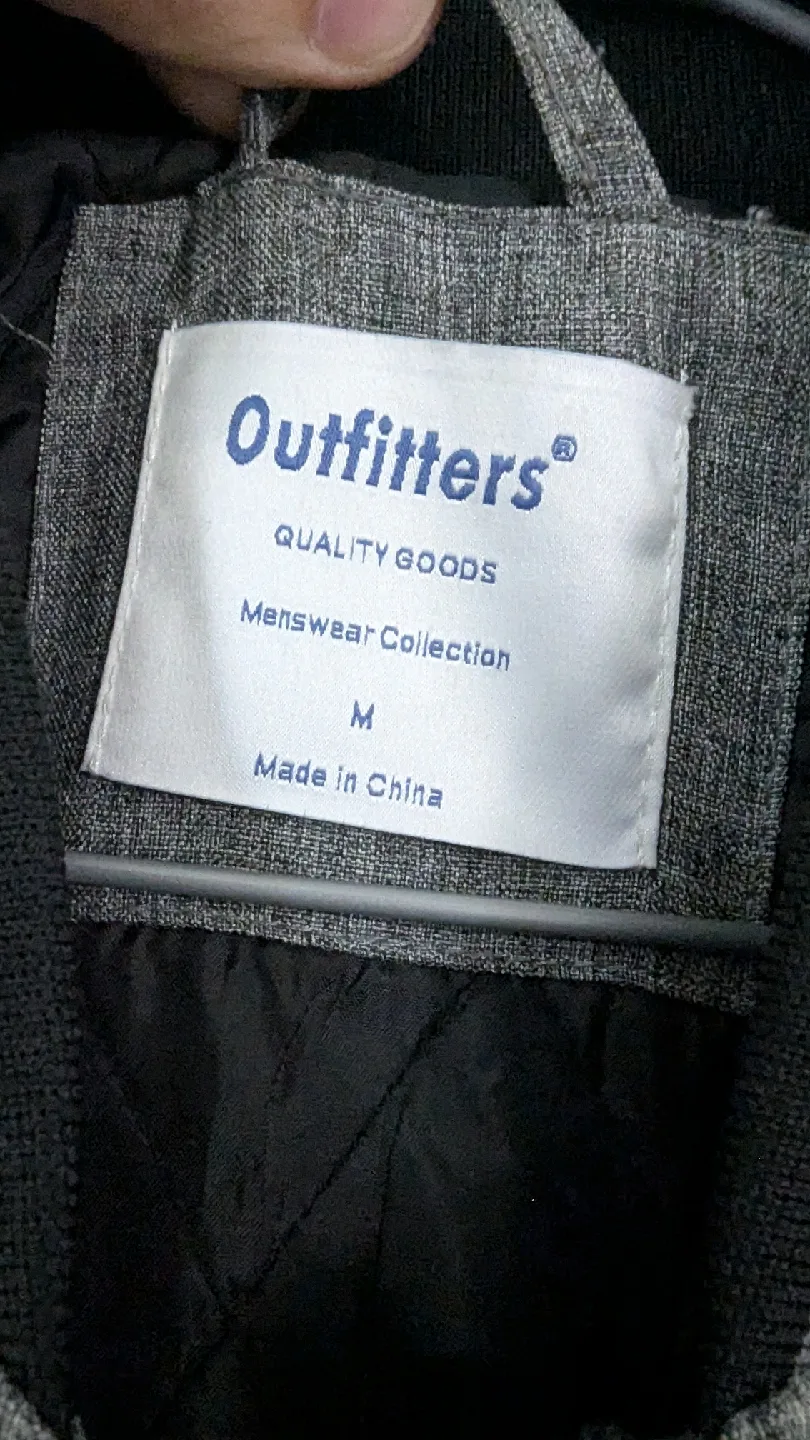 Outfitters®
QUALITY GOODS
Menswear Collection
M
Made in China